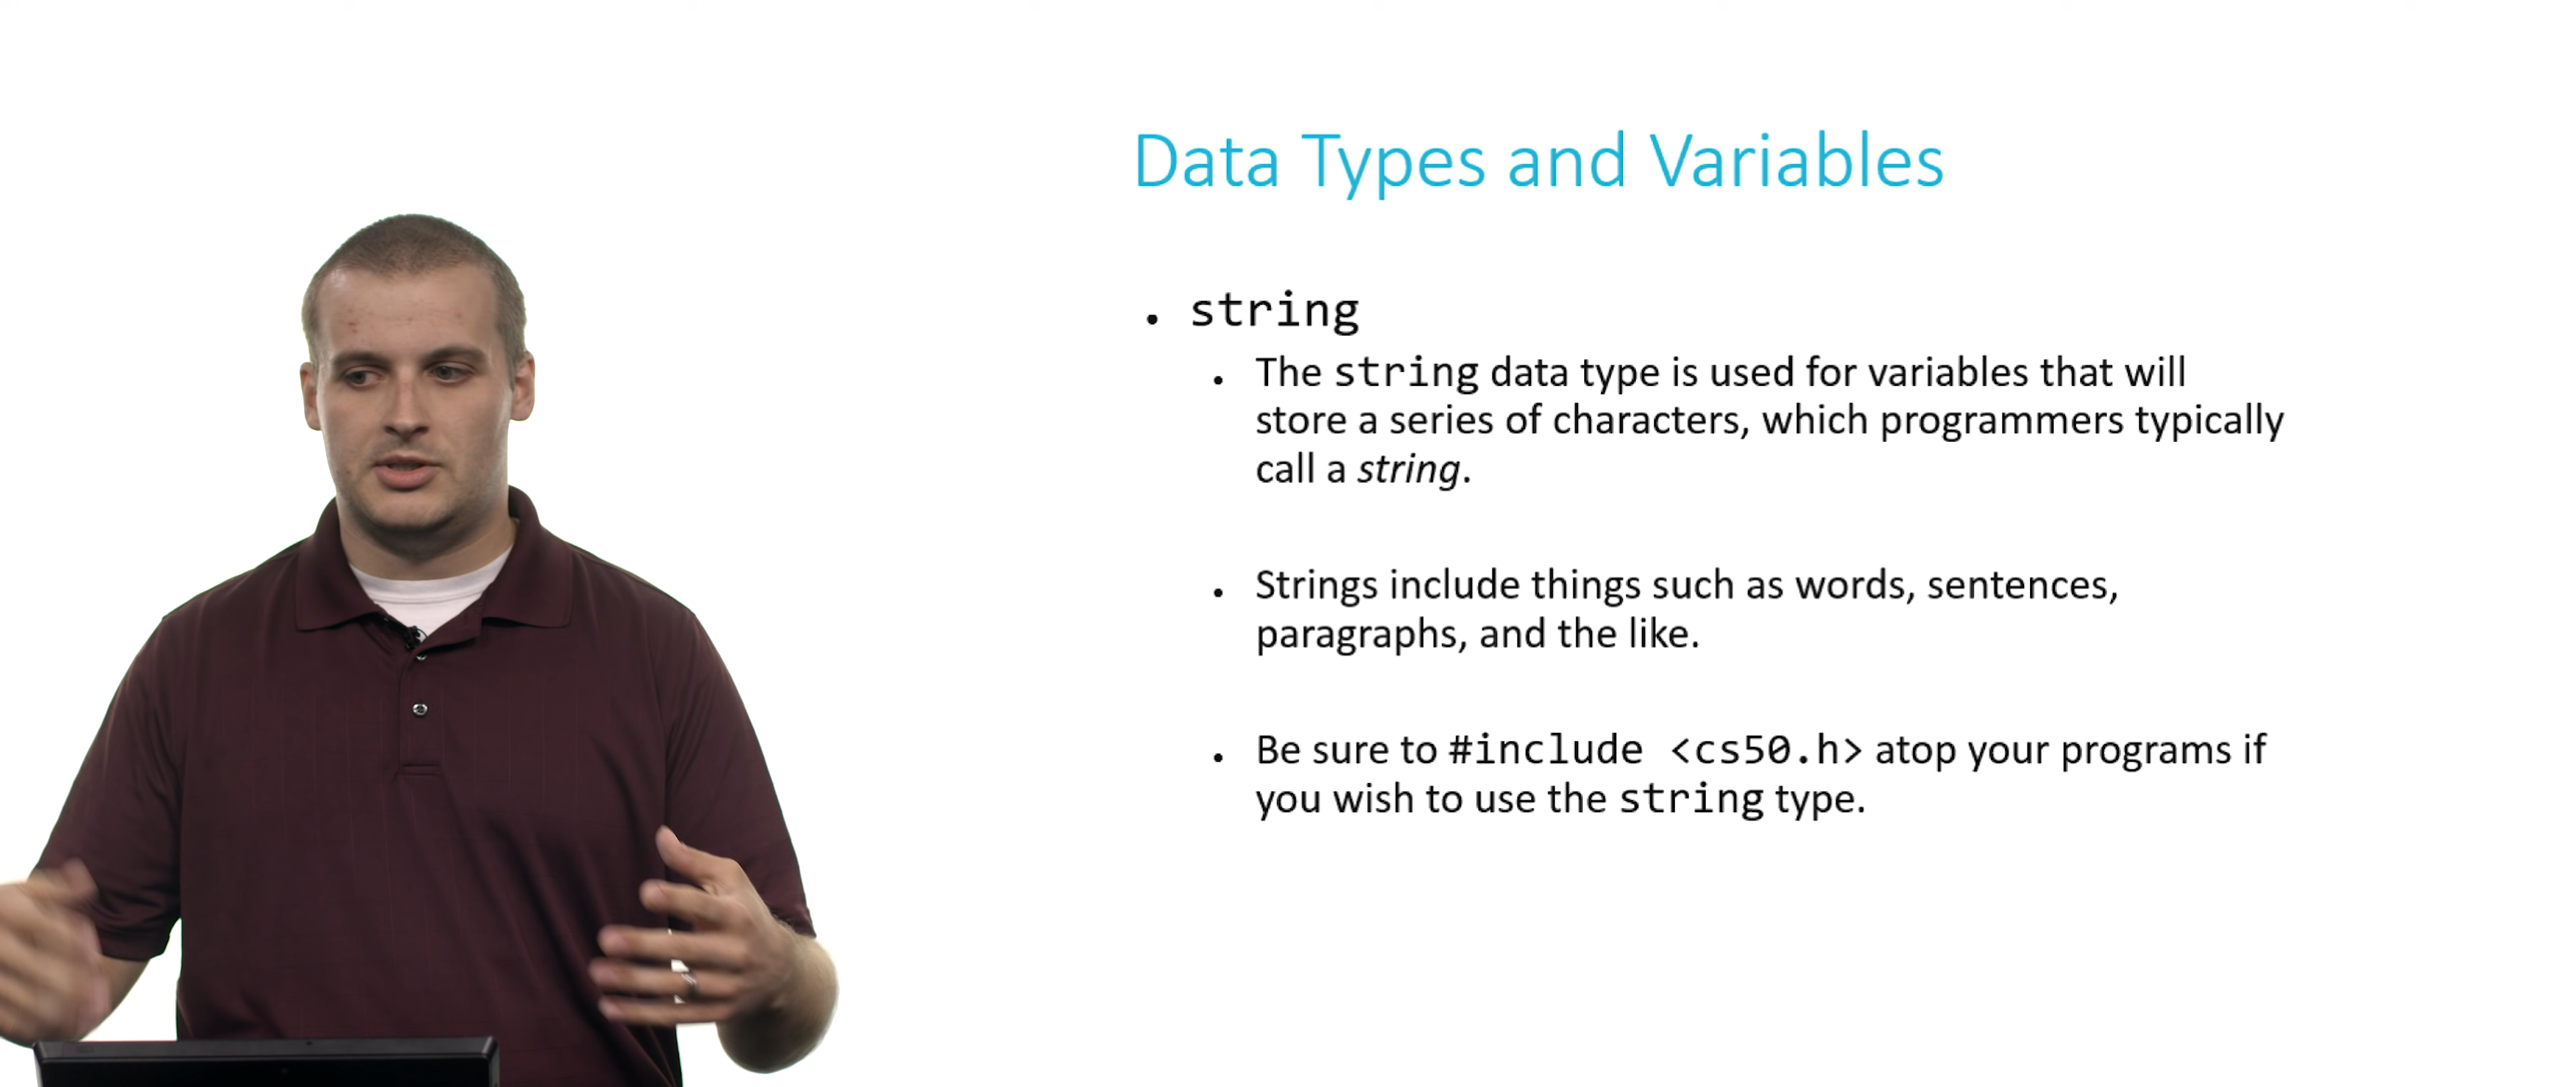 Data Types and Variables
• string
• The string data type is used for variables that will
store a series of characters, which programmers typically
call a string.
• Strings include things such as words, sentences,
paragraphs, and the like.
• Be sure to #include <cs50.h> atop your programs if
you wish to use the string type.